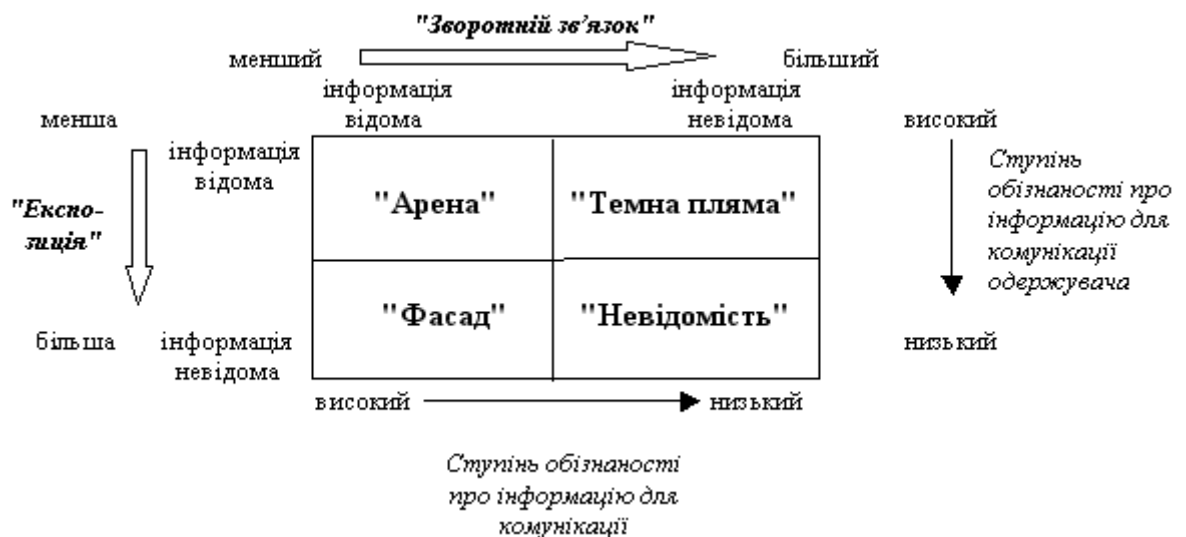 "Зворотній зв’язок"
менший
більший
інформація
відома
інформація
невідома
менша
високий
інформація
відома
"Експо-
зиція"
"Арена"
"Темна пляма"
Ступінь
обізнаності про
інформацію для
комунікації
одержувача
"Фасад"
"Невідомість"
більша
інформація
невідома
низький
високий
низький
Ступінь обізнаності
про інформацію для
комунікації